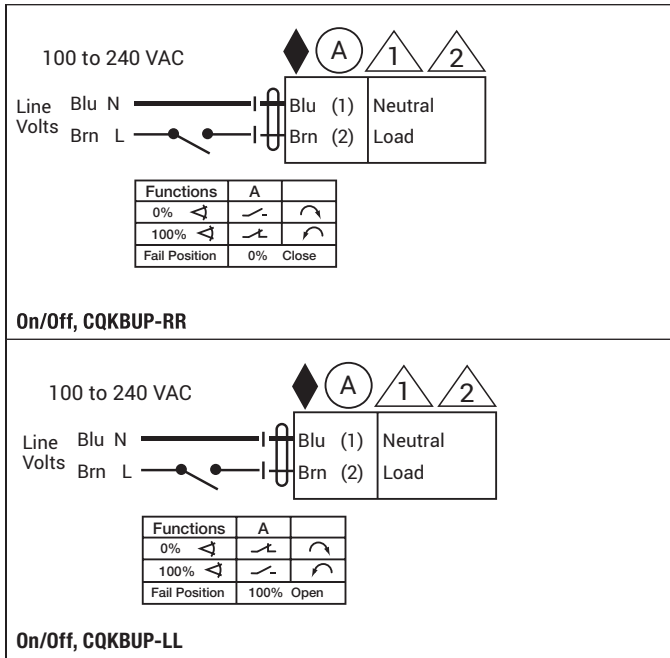 100 to 240 VAC
A 1 2
Line Volts
Blu N
Blu (1) Neutral
Brn L
Brn (2) Load
Functions A
0%
100%
Fail Position 0% Close
On/Off, CQKBUP-RR
100 to 240 VAC
A 1 2
Line Volts
Blu N
Blu (1) Neutral
Brn L
Brn (2) Load
Functions A
0%
100%
Fail Position 100% Open
On/Off, CQKBUP-LL